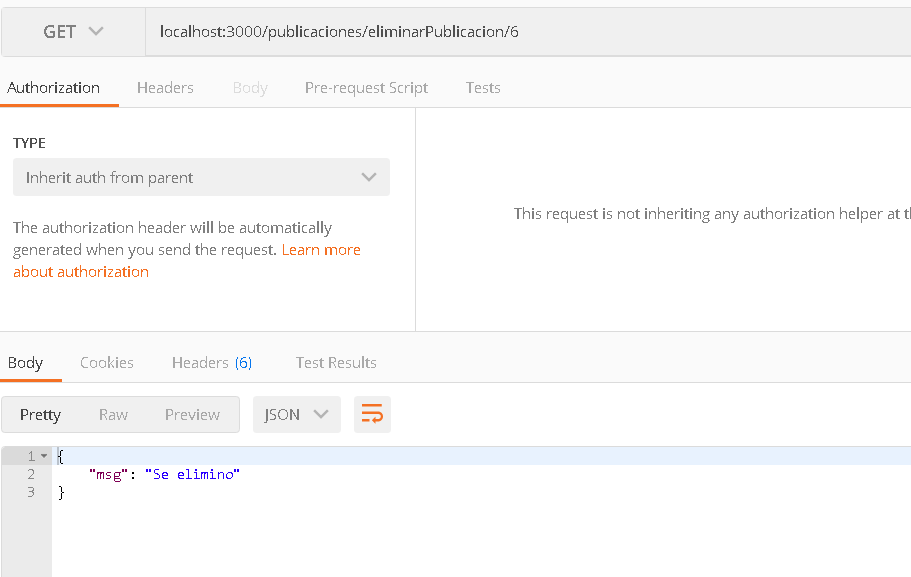 GET
localhost:3000/publicaciones/eliminarPublicacion/6
Authorization Headers Body Pre-request Script Tests
TYPE
Inherit auth from parent
The authorization header will be automatically
generated when you send the request. Learn more
about authorization
This request is not inheriting any authorization helper at
Body Cookies Headers (6) Test Results
Pretty Raw Preview JSON
1 {
2 "msg": "Se elimino"
3 }